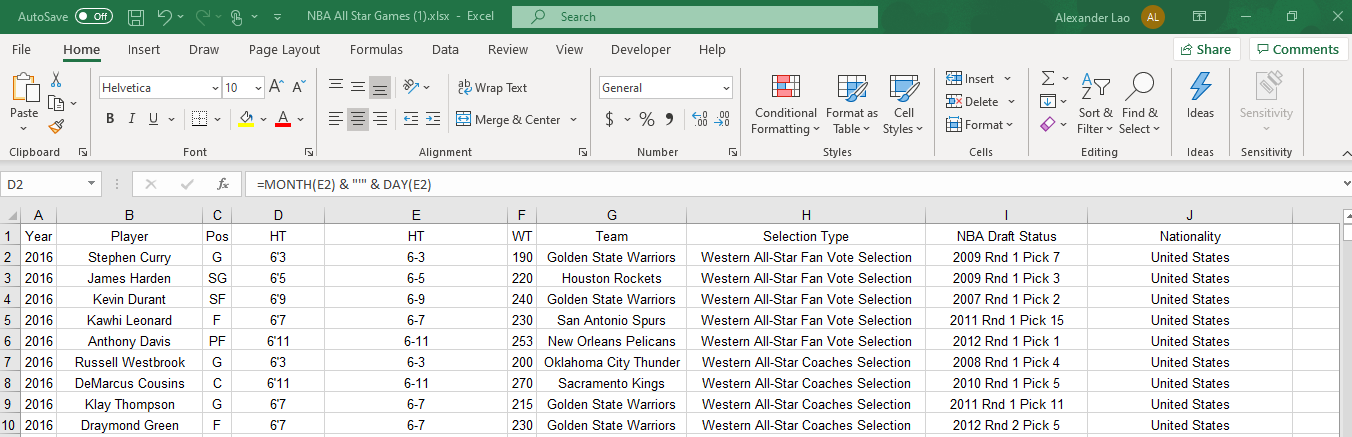 AutoSave Off NBA All Star Games (1).xlsx - Excel Search Alexander Lao AL
File Home Insert Draw Page Layout Formulas Data Review View Developer Help Share Comments
Paste
Clipboard
Helvetica 10 A^ A˅
B I U A
Font
ab Wrap Text
Merge & Center
Alignment
General
$ % 9 .00 .00
Number
Conditional Formatting Format as Table Cell Styles
Styles
Insert
Delete
Format
Cells
Sort & Filter Find & Select
Editing
Ideas
Ideas
Sensitivity
Sensitivity
D2 fx =MONTH(E2) & "'" & DAY(E2)
A B C D E F G H I J
1 Year Player Pos HT HT WT Team Selection Type NBA Draft Status Nationality
2 2016 Stephen Curry G 6'3 6-3 190 Golden State Warriors Western All-Star Fan Vote Selection 2009 Rnd 1 Pick 7 United States
3 2016 James Harden SG 6'5 6-5 220 Houston Rockets Western All-Star Fan Vote Selection 2009 Rnd 1 Pick 3 United States
4 2016 Kevin Durant SF 6'9 6-9 240 Golden State Warriors Western All-Star Fan Vote Selection 2007 Rnd 1 Pick 2 United States
5 2016 Kawhi Leonard F 6'7 6-7 230 San Antonio Spurs Western All-Star Fan Vote Selection 2011 Rnd 1 Pick 15 United States
6 2016 Anthony Davis PF 6'11 6-11 253 New Orleans Pelicans Western All-Star Fan Vote Selection 2012 Rnd 1 Pick 1 United States
7 2016 Russell Westbrook G 6'3 6-3 200 Oklahoma City Thunder Western All-Star Coaches Selection 2008 Rnd 1 Pick 4 United States
8 2016 DeMarcus Cousins C 6'11 6-11 270 Sacramento Kings Western All-Star Coaches Selection 2010 Rnd 1 Pick 5 United States
9 2016 Klay Thompson G 6'7 6-7 215 Golden State Warriors Western All-Star Coaches Selection 2011 Rnd 1 Pick 11 United States
10 2016 Draymond Green F 6'7 6-7 230 Golden State Warriors Western All-Star Coaches Selection 2012 Rnd 2 Pick 5 United States